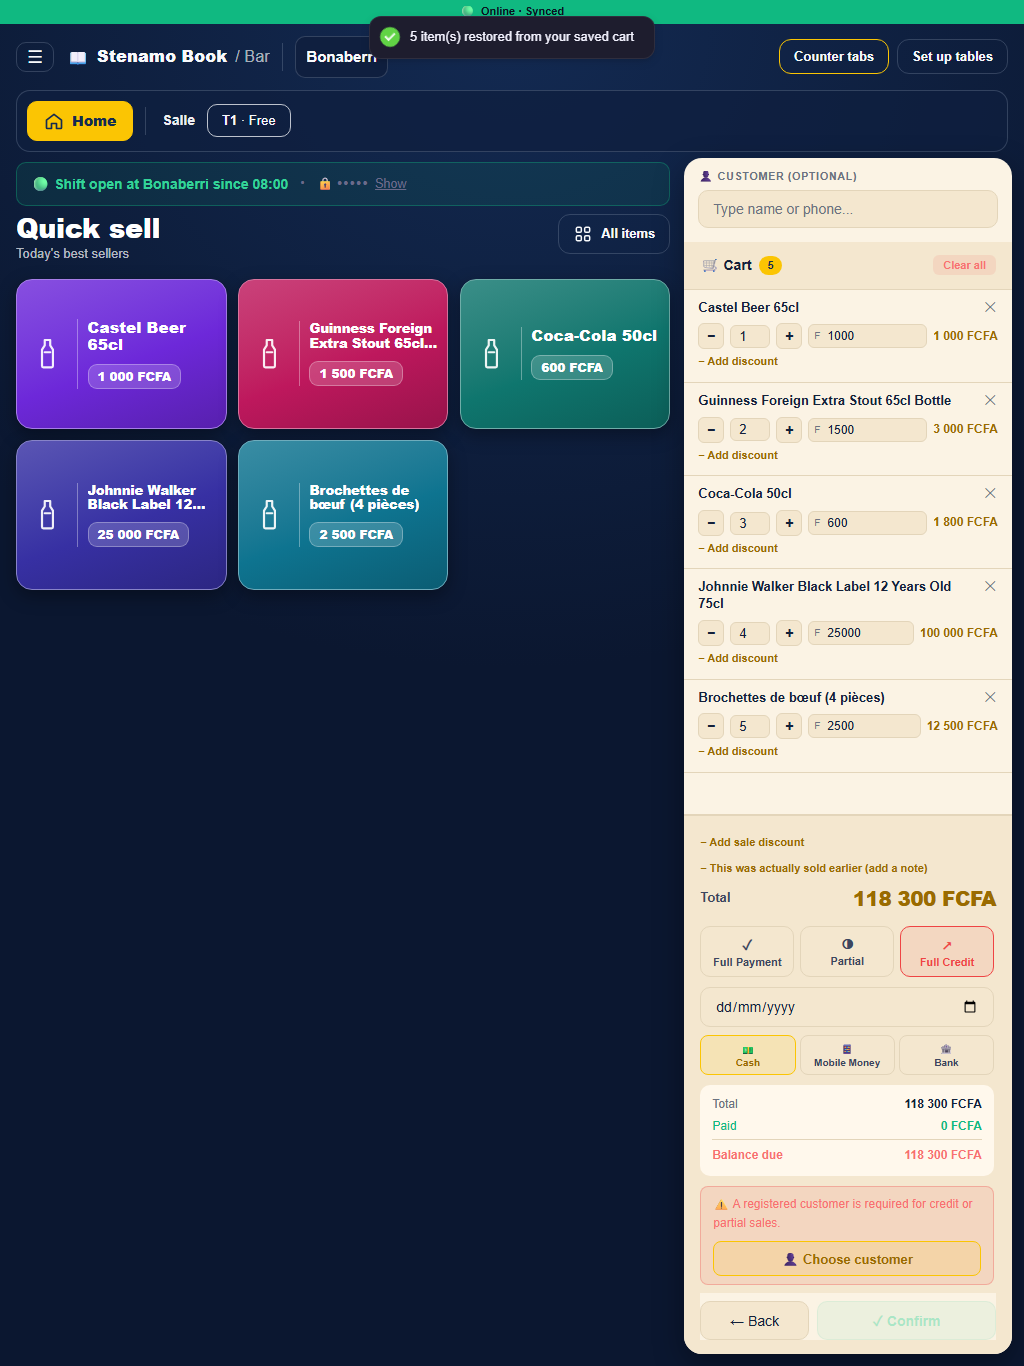 Online · Synced
5 item(s) restored from your saved cart
Stenamo Book / Bar
Bonaberri
Counter tabs
Set up tables
Home
Salle
T1 · Free
Shift open at Bonaberri since 08:00 · ••••• Show
Quick sell
Today's best sellers
All items
Castel Beer
65cl
1 000 FCFA
Guinness Foreign
Extra Stout 65cl...
1 500 FCFA
Coca-Cola 50cl
600 FCFA
Johnnie Walker
Black Label 12...
25 000 FCFA
Brochettes de
bœuf (4 pièces)
2 500 FCFA
CUSTOMER (OPTIONAL)
Type name or phone...
Cart 5
Clear all
Castel Beer 65cl
− 1 + F 1000 1 000 FCFA
− Add discount
Guinness Foreign Extra Stout 65cl Bottle
− 2 + F 1500 3 000 FCFA
− Add discount
Coca-Cola 50cl
− 3 + F 600 1 800 FCFA
− Add discount
Johnnie Walker Black Label 12 Years Old
75cl
− 4 + F 25000 100 000 FCFA
− Add discount
Brochettes de bœuf (4 pièces)
− 5 + F 2500 12 500 FCFA
− Add discount
− Add sale discount
− This was actually sold earlier (add a note)
Total 118 300 FCFA
✓ Full Payment
Partial
↗ Full Credit
dd/mm/yyyy
Cash
Mobile Money
Bank
Total 118 300 FCFA
Paid 0 FCFA
Balance due 118 300 FCFA
A registered customer is required for credit or
partial sales.
Choose customer
← Back
✓ Confirm